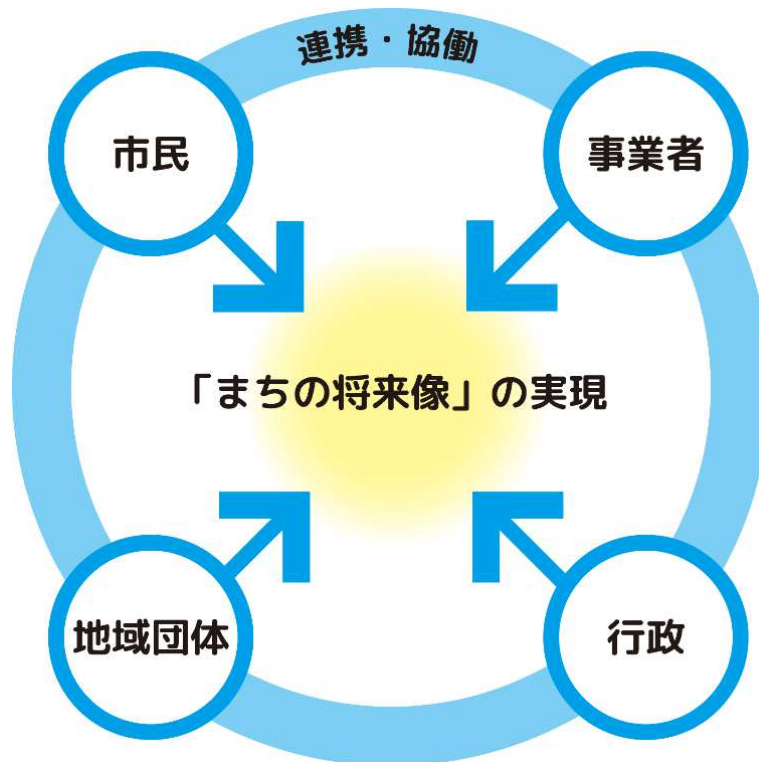 連携・協働
市民
事業者
「まちの将来像」の実現
地域団体
行政